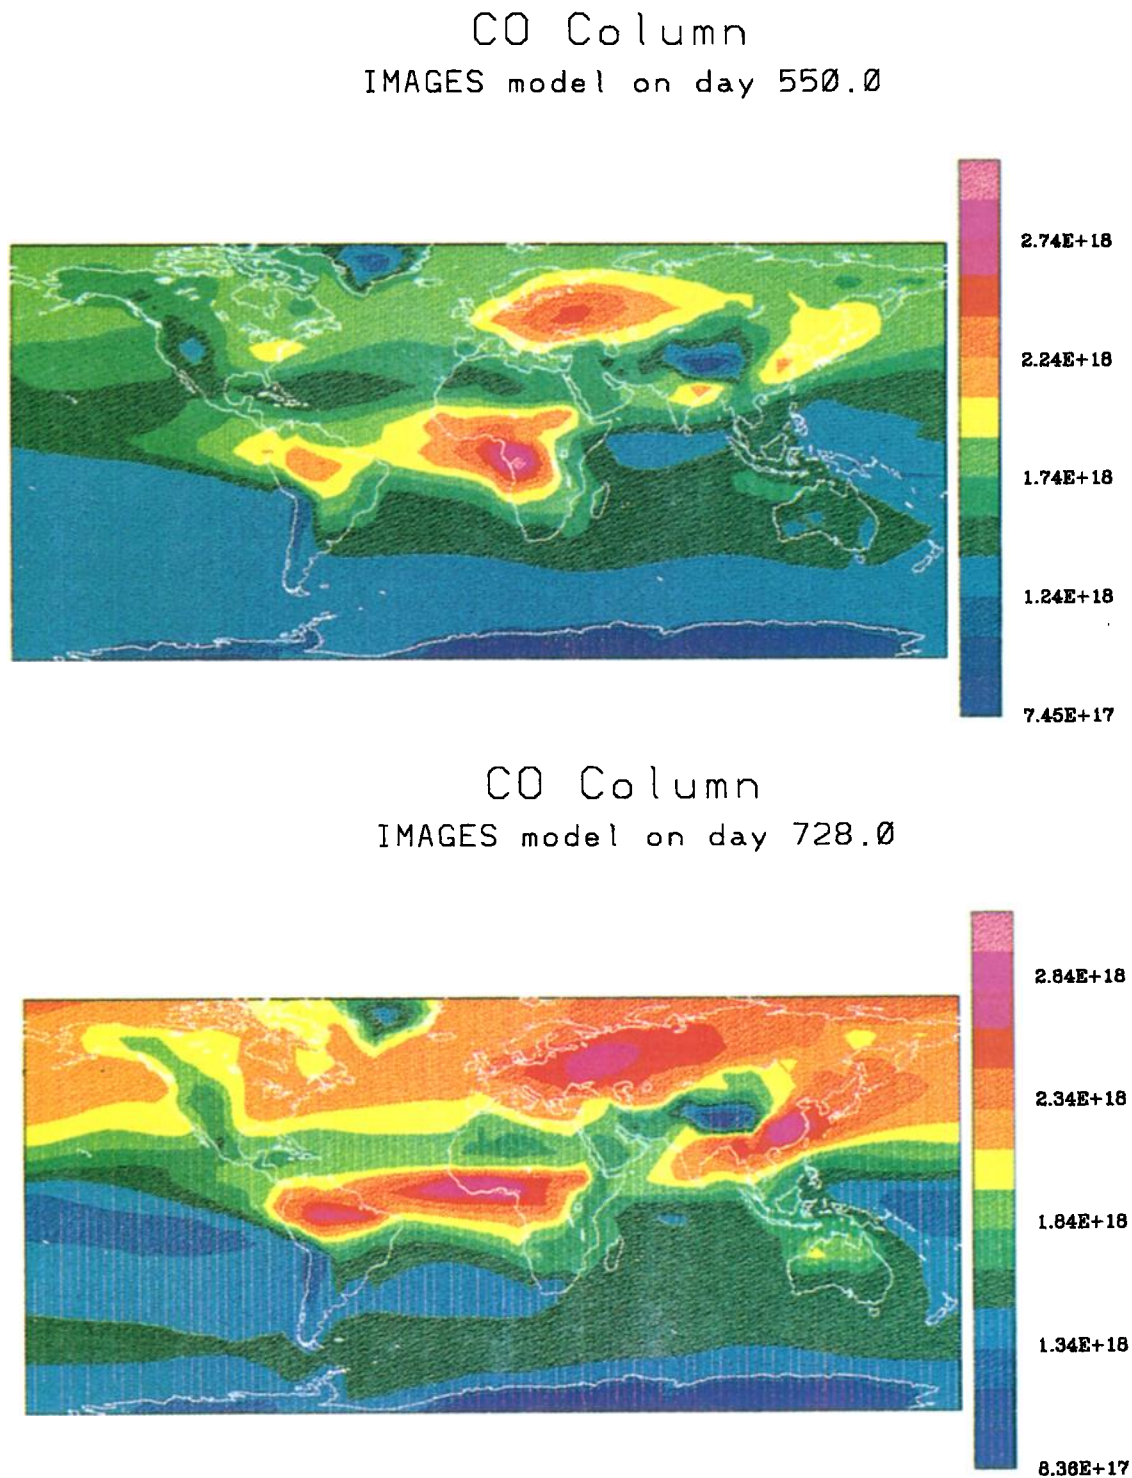 CO Column
IMAGES model on day 550.0
2.74E+18
2.24E+18
1.74E+18
1.24E+18
7.45E+17
CO Column
IMAGES model on day 728.0
2.84E+18
2.34E+18
1.84E+18
1.34E+18
8.36E+17